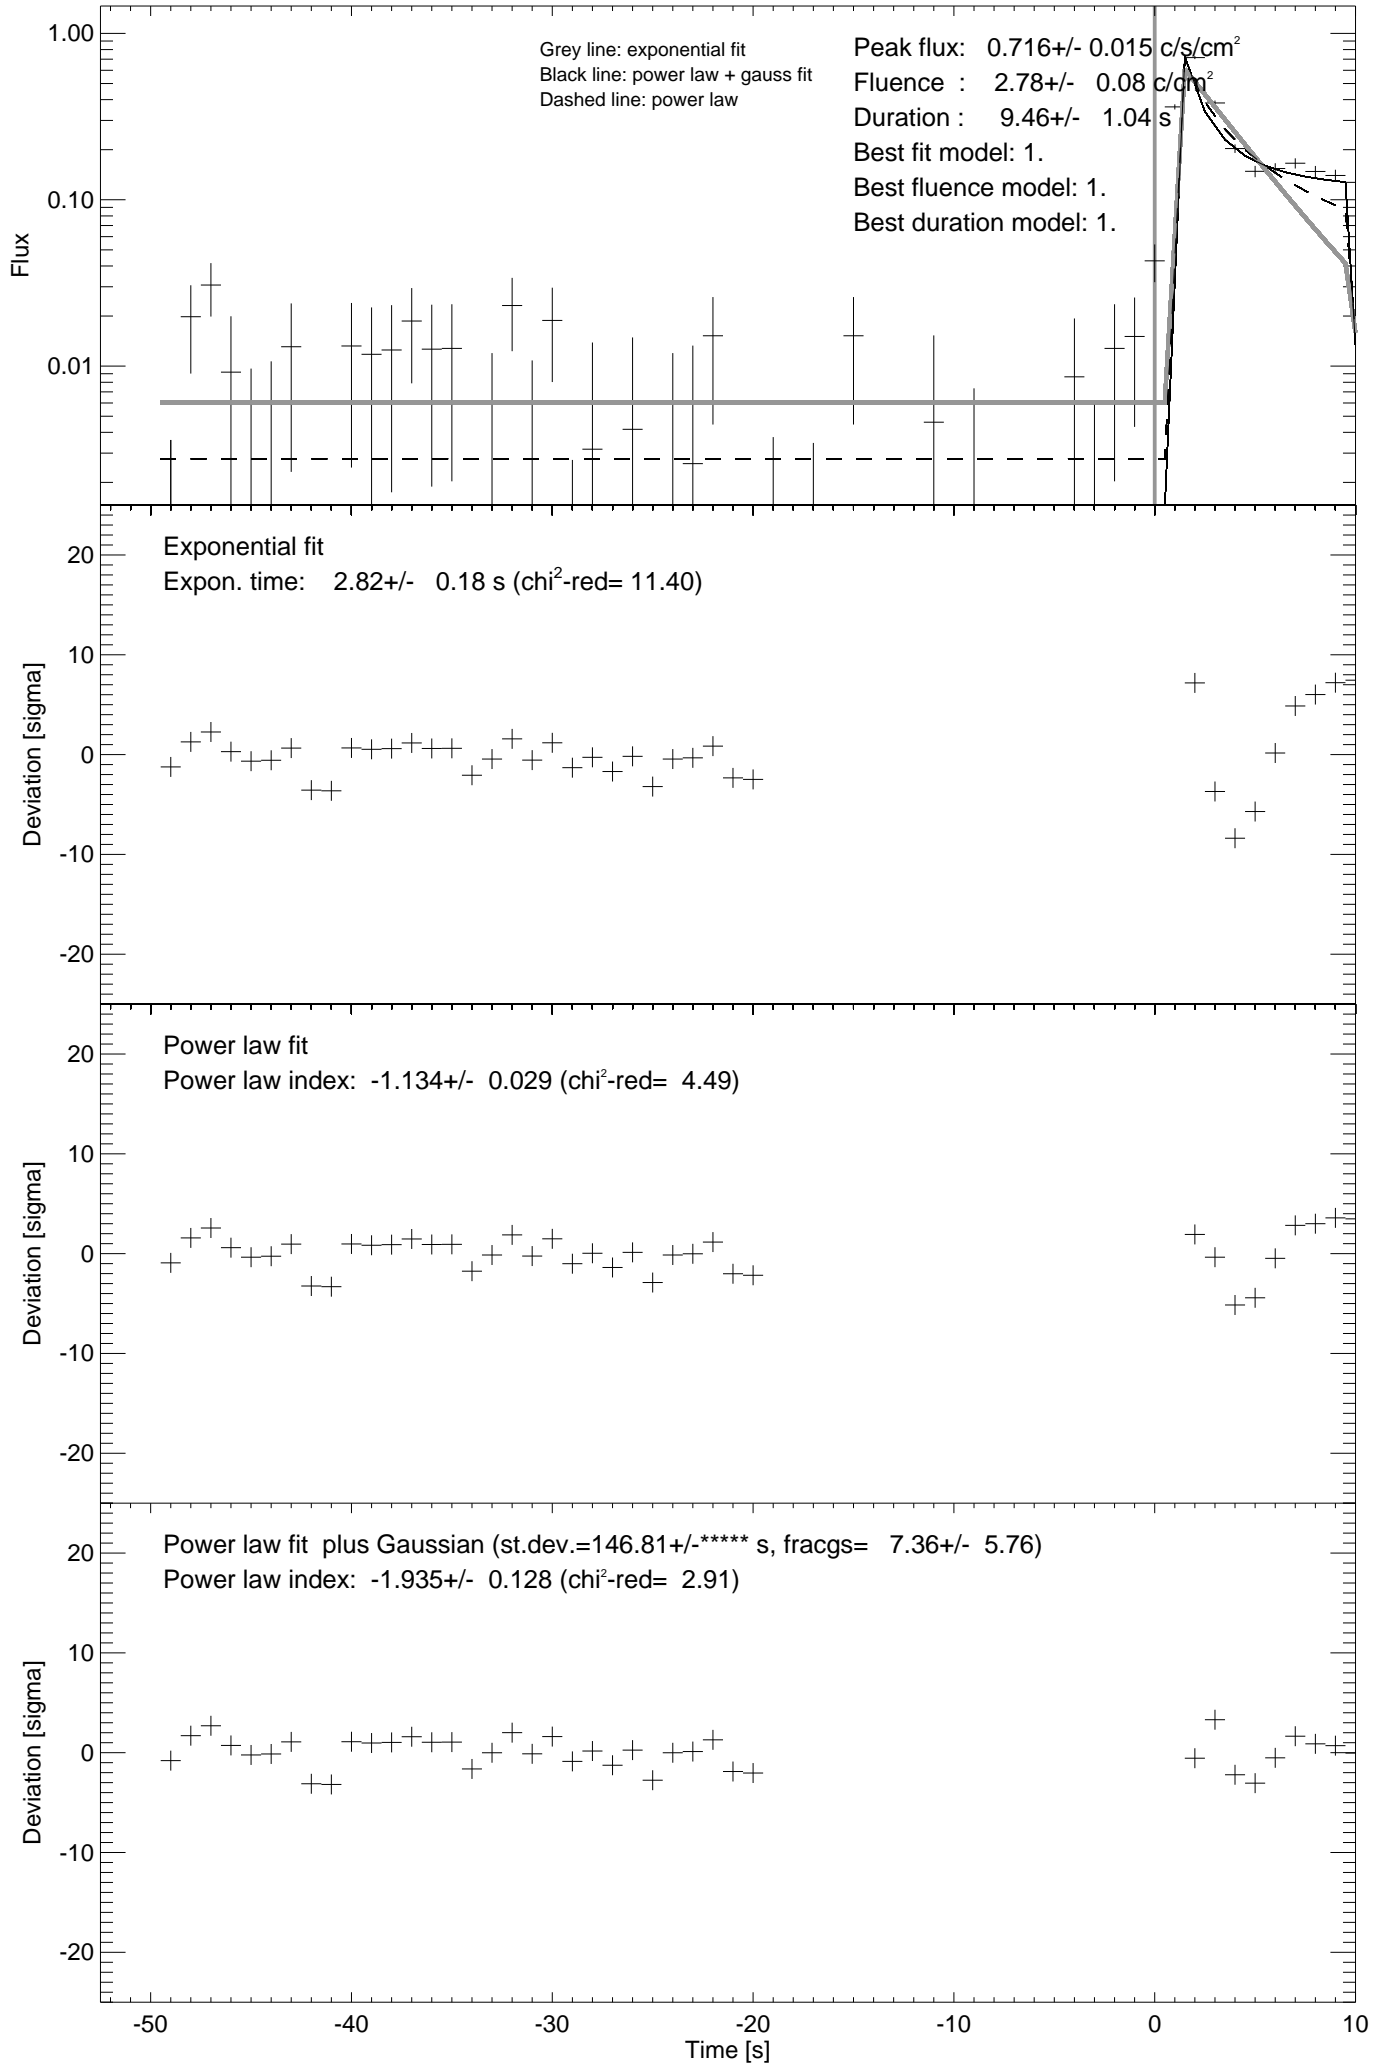 Grey line: exponential fit
Black line: power law + gauss fit
Dashed line: power law
Peak flux: 0.716+/- 0.015 c/s/cm²
Fluence : 2.78+/- 0.08 c/cm²
Duration : 9.46+/- 1.04 s
Best fit model: 1.
Best fluence model: 1.
Best duration model: 1.
1.00
0.10
0.01
Flux
Exponential fit
Expon. time: 2.82+/- 0.18 s (chi²-red= 11.40)
20
10
0
-10
-20
Deviation [sigma]
Power law fit
Power law index: -1.134+/- 0.029 (chi²-red= 4.49)
20
10
0
-10
-20
Deviation [sigma]
Power law fit plus Gaussian (st.dev.=146.81+/-***** s, fracgs= 7.36+/- 5.76)
Power law index: -1.935+/- 0.128 (chi²-red= 2.91)
20
10
0
-10
-20
Deviation [sigma]
-50 -40 -30 -20 -10 0 10
Time [s]